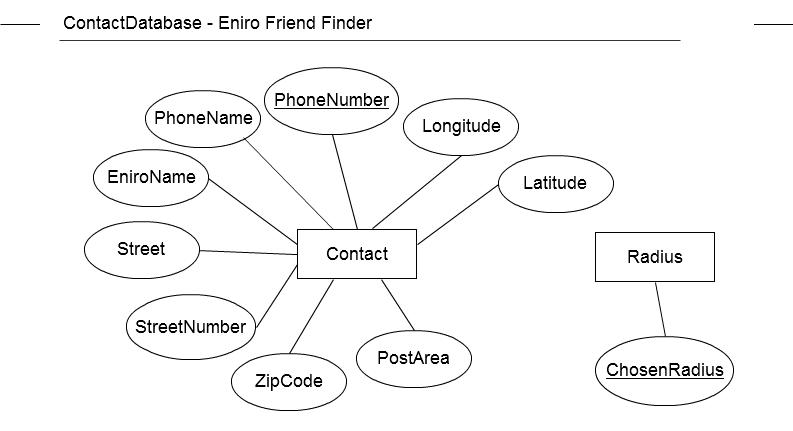 ContactDatabase - Eniro Friend Finder
PhoneNumber
PhoneName
Longitude
EniroName
Latitude
Street
Contact
Radius
StreetNumber
PostArea
ZipCode
ChosenRadius